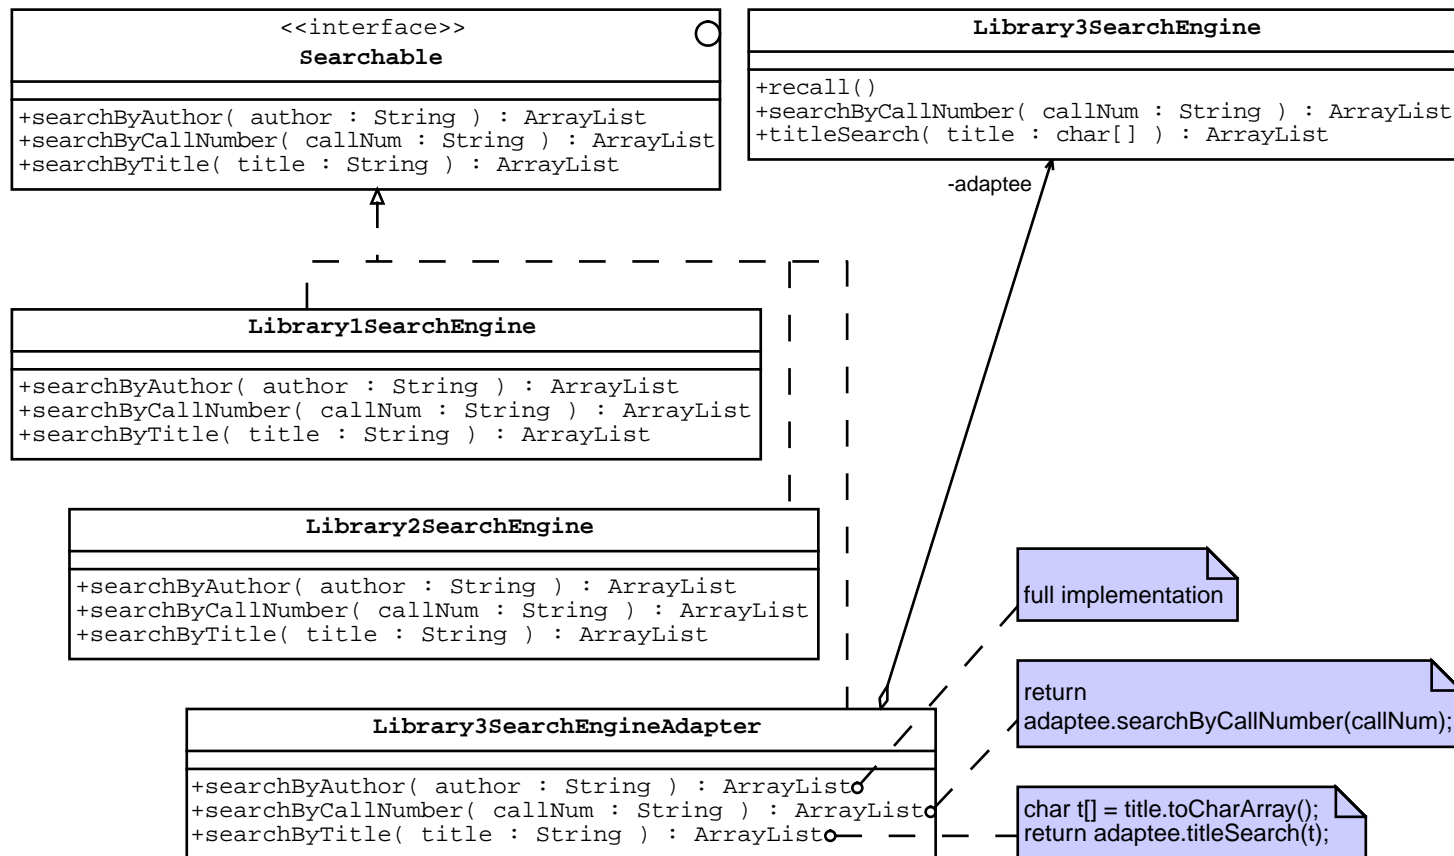 <<interface>>
Searchable
+searchByAuthor( author : String ) : ArrayList
+searchByCallNumber( callNum : String ) : ArrayList
+searchByTitle( title : String ) : ArrayList
Library3SearchEngine
+recall()
+searchByCallNumber( callNum : String ) : ArrayList
+titleSearch( title : char[] ) : ArrayList
-adaptee
Library1SearchEngine
+searchByAuthor( author : String ) : ArrayList
+searchByCallNumber( callNum : String ) : ArrayList
+searchByTitle( title : String ) : ArrayList
Library2SearchEngine
+searchByAuthor( author : String ) : ArrayList
+searchByCallNumber( callNum : String ) : ArrayList
+searchByTitle( title : String ) : ArrayList
Library3SearchEngineAdapter
+searchByAuthor( author : String ) : ArrayList
+searchByCallNumber( callNum : String ) : ArrayList
+searchByTitle( title : String ) : ArrayList
full implementation
return
adaptee.searchByCallNumber(callNum);
char t[] = title.toCharArray();
return adaptee.titleSearch(t);